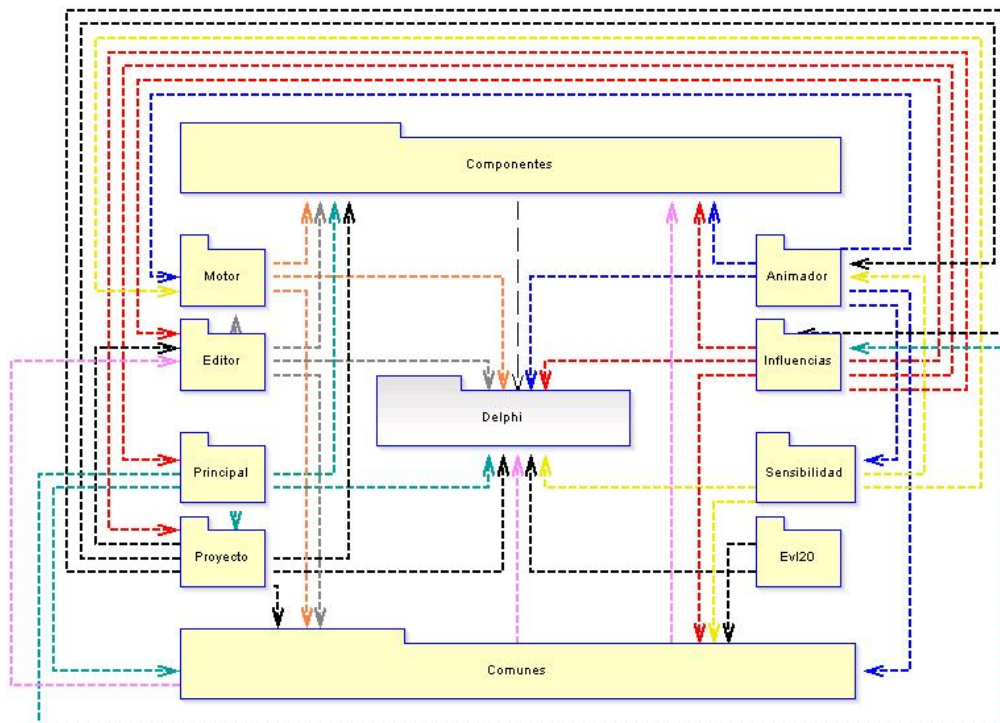 Componentes
Motor
Animador
Editor
Influencias
Delphi
Principal
Sensibilidad
Proyecto
Evl20
Comunes